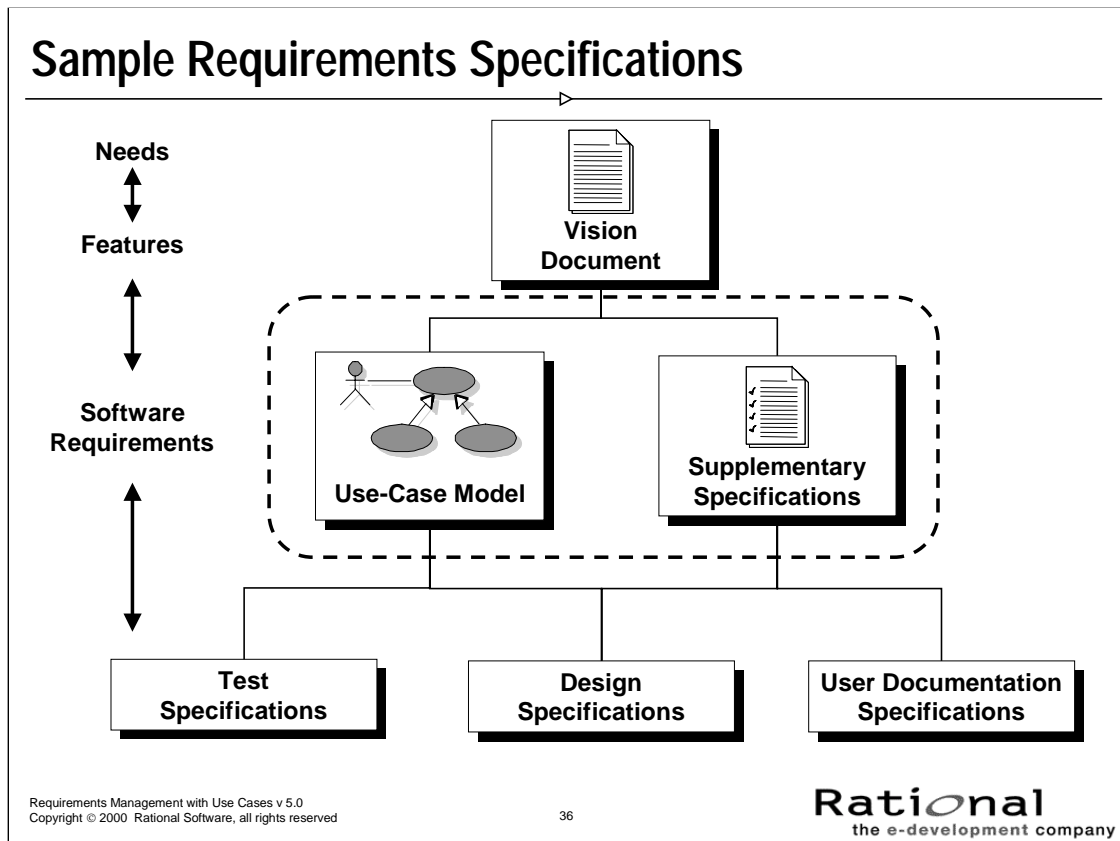 Sample Requirements Specifications
Needs
Features
Software
Requirements
Vision
Document
Use-Case Model
Supplementary
Specifications
Test
Specifications
Design
Specifications
User Documentation
Specifications
Requirements Management with Use Cases v 5.0
Copyright © 2000 Rational Software, all rights reserved
36
Rational
the e-development company